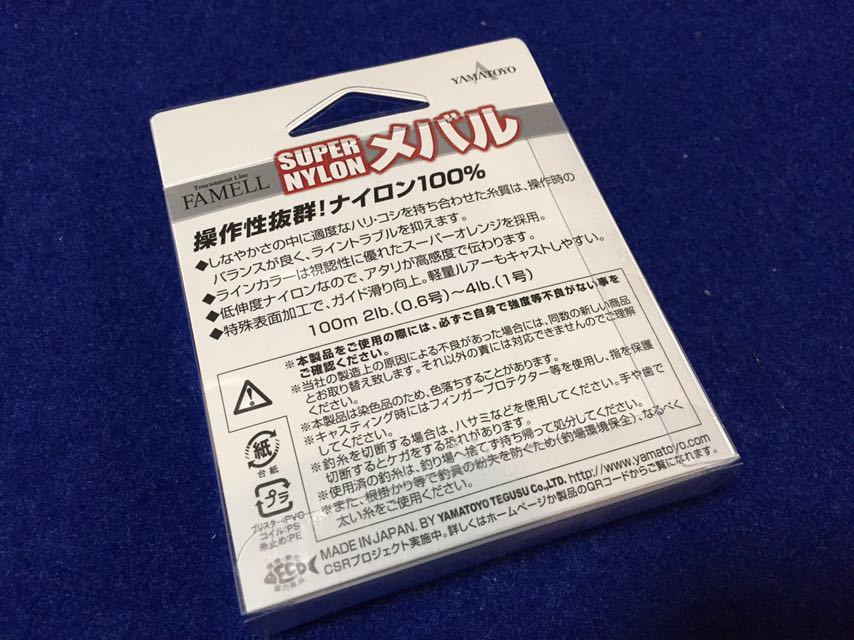 YAMATOYO
Tournament Line
FAMELL
SUPER
NYLON
メバル
操作性抜群!ナイロン100%
◆しなやかさの中に適度なハリ・コシを持ち合わせた糸質は、操作時の
バランスが良く、ライントラブルを抑えます。
◆ラインカラーは視認性に優れたスーパーオレンジを採用。
◆低伸度ナイロンなので、アタリが高感度で伝わります。
◆特殊表面加工で、ガイド滑り向上。軽量ルアーもキャストしやすい。
100m 2lb.(0.6号)~4lb.(1号)
※本製品をご使用の際には、必ずご自身で強度等不良がない事を
ご確認ください。
※当社の製造上の原因による不良があった場合には、同数の新しい商品
とお取り替え致します。それ以外の責には対応できませんのでご理解
ください。
※本製品は染色品のため、色落ちすることがあります。
※キャスティング時にはフィンガープロテクター等を使用し、指を保護
してください。
※釣糸を切断する場合は、ハサミなどを使用してください。手や歯で
切断するとケガをする恐れがあります。
※使用済の釣糸は、釣り場へ捨てず持ち帰って処分してください。
※また、根掛かり等で釣具の紛失を防ぐため(釣場環境保全)、なるべく
太い糸をご使用ください。
紙
台紙
プラ
ブリスター:PVC
コイル:PS
糸止め:PE
MADE IN JAPAN. BY YAMATOYO TEGUSU Co.,LTD. http://www.yamatoyo.com
CSRプロジェクト実施中。詳しくはホームページか製品のQRコードからご覧になれます。